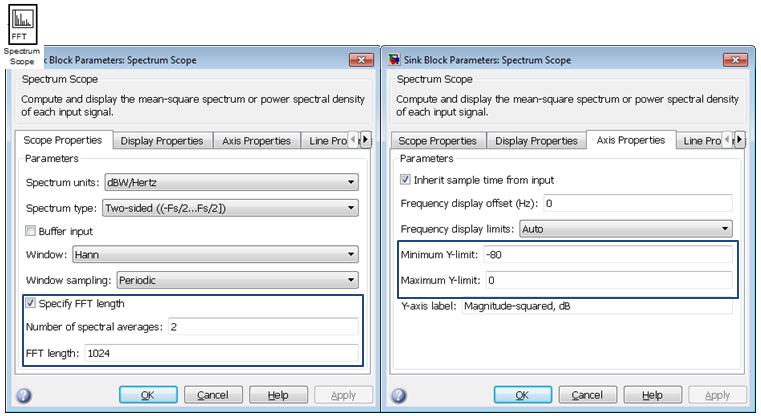 FFT
Spectrum
Scope
k Block Parameters: Spectrum Scope
Spectrum Scope
Compute and display the mean-square spectrum or power spectral density
of each input signal.
Scope Properties Display Properties Axis Properties Line Pro
Parameters
Spectrum units: dBW/Hertz
Spectrum type: Two-sided ((-Fs/2...Fs/2])
Buffer input
Window: Hann
Window sampling: Periodic
Specify FFT length
Number of spectral averages: 2
FFT length: 1024
OK Cancel Help Apply
Sink Block Parameters: Spectrum Scope
Spectrum Scope
Compute and display the mean-square spectrum or power spectral density
of each input signal.
Scope Properties Display Properties Axis Properties Line Pro
Parameters
Inherit sample time from input
Frequency display offset (Hz): 0
Frequency display limits: Auto
Minimum Y-limit: -80
Maximum Y-limit: 0
Y-axis label: Magnitude-squared, dB
OK Cancel Help Apply